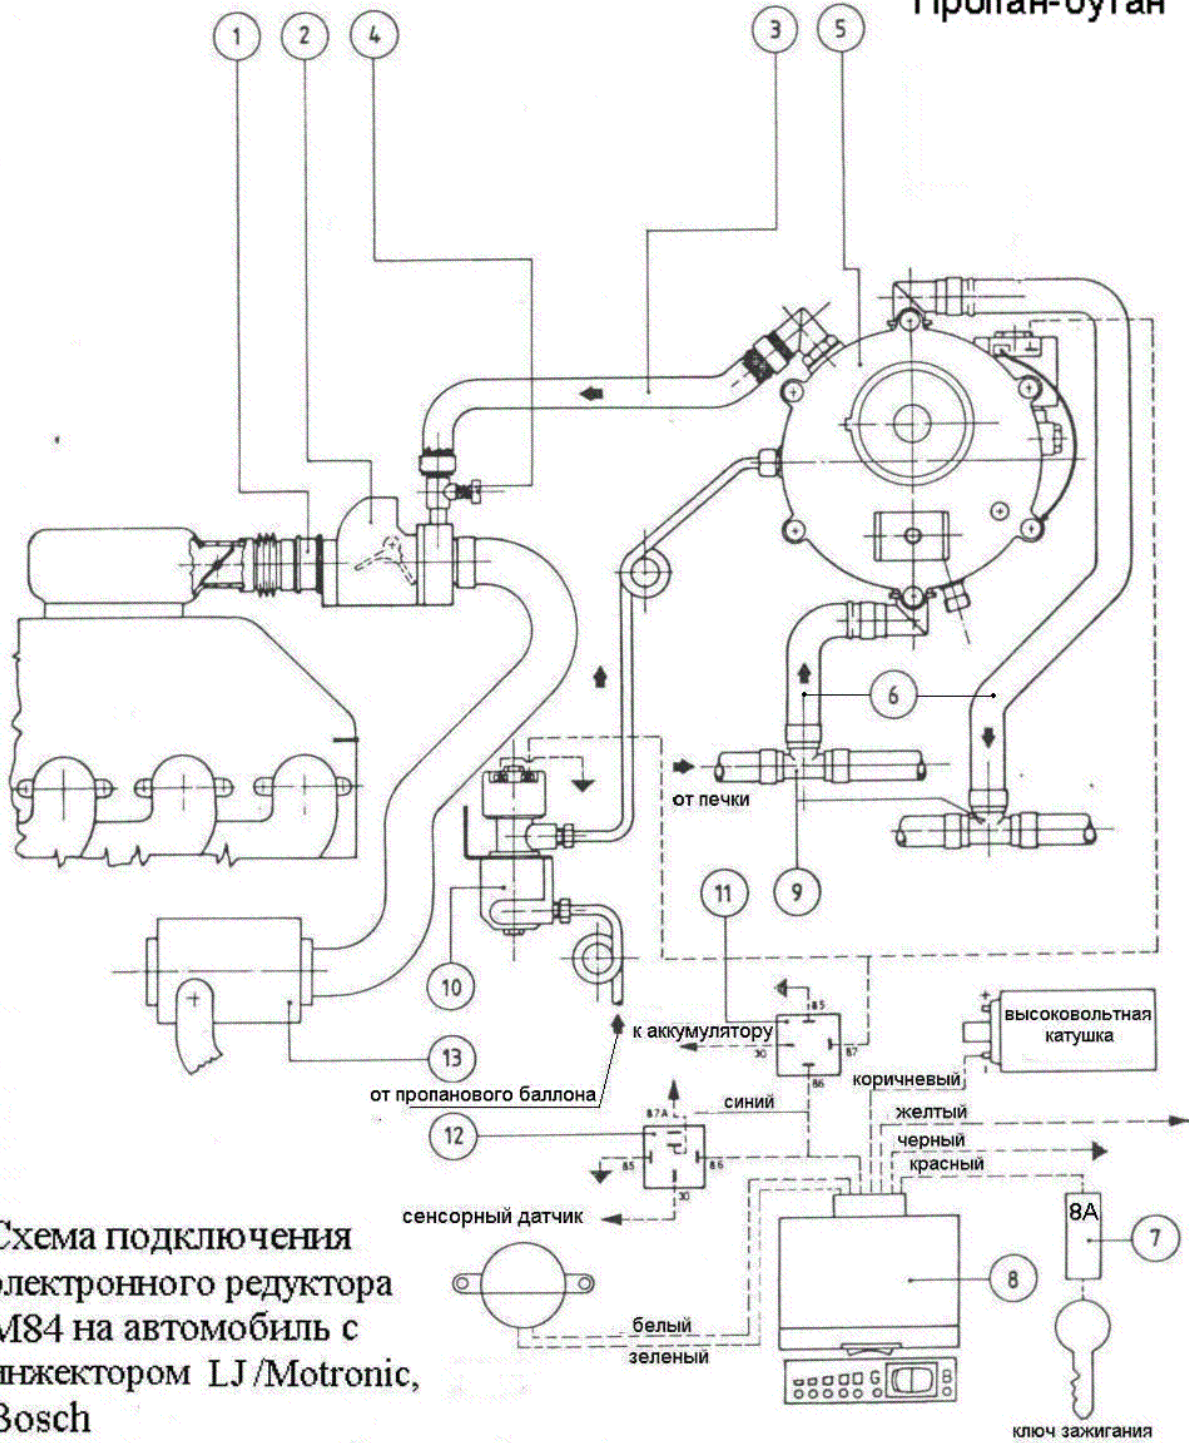 Пропан-бутан
1
2
4
3
5
6
от печки
11
9
10
к аккумулятору
85
30
87
86
высоковольтная
катушка
+
-
13
от пропанового баллона
12
синий
87А
85
86
30
коричневый
желтый
черный
красный
сенсорный датчик
8А
7
8
белый
зеленый
G
B
ключ зажигания
Схема подключения
электронного редуктора
М84 на автомобиль с
инжектором LJ/Motronic,
Bosch